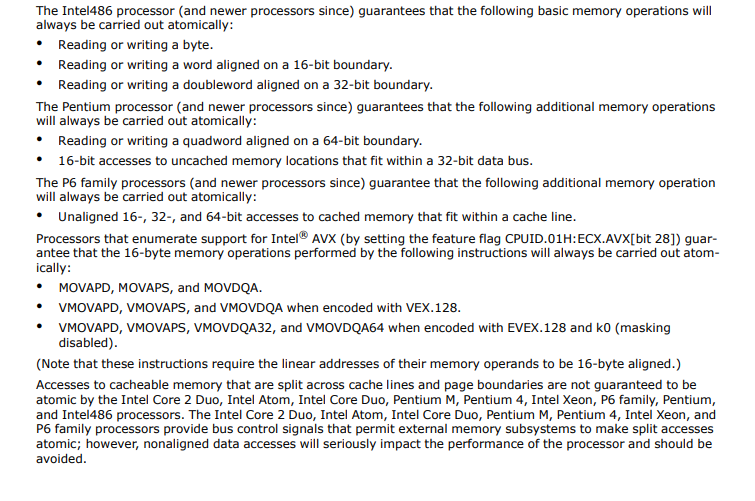 The Intel486 processor (and newer processors since) guarantees that the following basic memory operations will
always be carried out atomically:
• Reading or writing a byte.
• Reading or writing a word aligned on a 16-bit boundary.
• Reading or writing a doubleword aligned on a 32-bit boundary.
The Pentium processor (and newer processors since) guarantees that the following additional memory operations
will always be carried out atomically:
• Reading or writing a quadword aligned on a 64-bit boundary.
• 16-bit accesses to uncached memory locations that fit within a 32-bit data bus.
The P6 family processors (and newer processors since) guarantee that the following additional memory operation
will always be carried out atomically:
• Unaligned 16-, 32-, and 64-bit accesses to cached memory that fit within a cache line.
Processors that enumerate support for Intel® AVX (by setting the feature flag CPUID.01H:ECX.AVX[bit 28]) guar-
antee that the 16-byte memory operations performed by the following instructions will always be carried out atom-
ically:
• MOVAPD, MOVAPS, and MOVDQA.
• VMOVAPD, VMOVAPS, and VMOVDQA when encoded with VEX.128.
• VMOVAPD, VMOVAPS, VMOVDQA32, and VMOVDQA64 when encoded with EVEX.128 and k0 (masking
disabled).
(Note that these instructions require the linear addresses of their memory operands to be 16-byte aligned.)
Accesses to cacheable memory that are split across cache lines and page boundaries are not guaranteed to be
atomic by the Intel Core 2 Duo, Intel Atom, Intel Core Duo, Pentium M, Pentium 4, Intel Xeon, P6 family, Pentium,
and Intel486 processors. The Intel Core 2 Duo, Intel Atom, Intel Core Duo, Pentium M, Pentium 4, Intel Xeon, and
P6 family processors provide bus control signals that permit external memory subsystems to make split accesses
atomic; however, nonaligned data accesses will seriously impact the performance of the processor and should be
avoided.